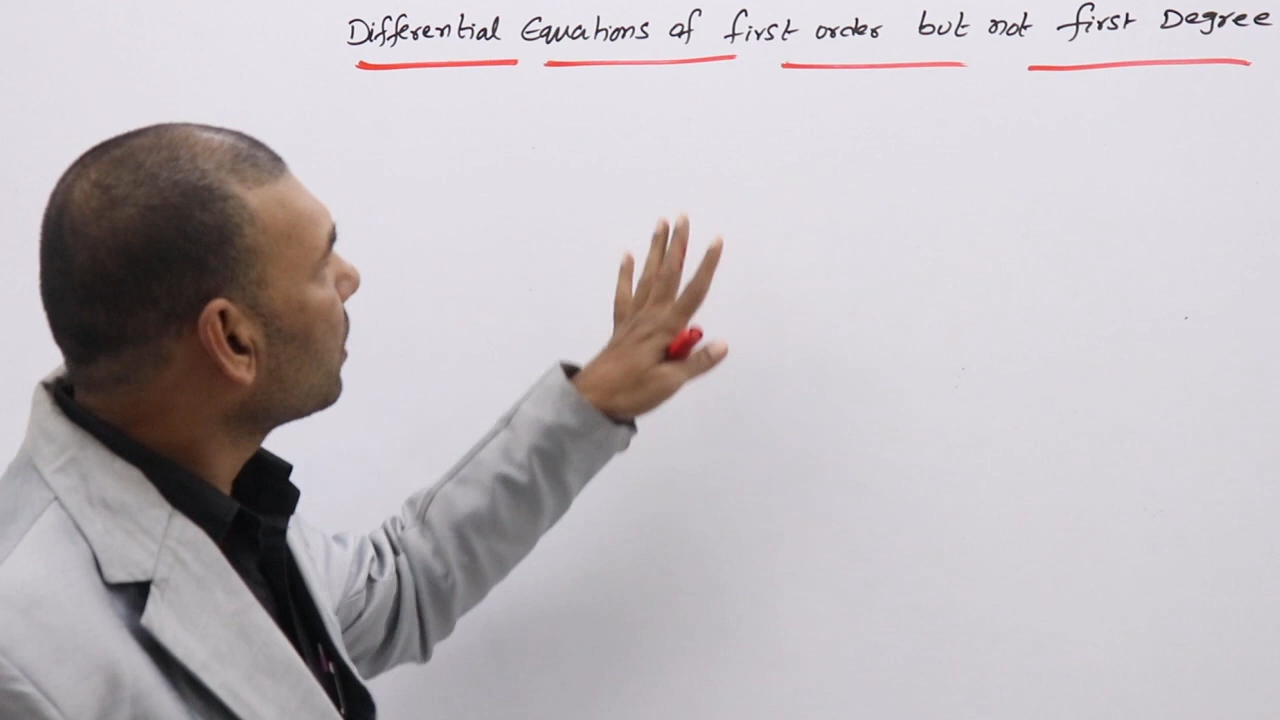 Differential Equations of first order but not first Degree